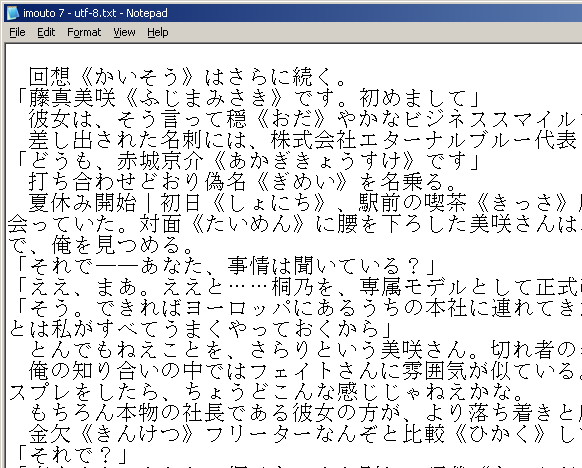 imouto 7 - utf-8.txt - Notepad
File Edit Format View Help
回想《かいそう》はさらに続く。
「藤真美咲《ふじまみさき》です。初めまして」
彼女は、そう言って穏《おだ》やかなビジネススマイル
差し出された名刺には、株式会社エターナルブルー代表
「どうも、赤城京介《あかぎきょうすけ》です」
打ち合わせどおり偽名《ぎめい》を名乗る。
夏休み開始｜初日《しょにち》、駅前の喫茶《きっさ》
会っていた。対面《たいめん》に腰を下ろした美咲さんは
で、俺を見つめる。
「それで――あなた、事情は聞いている？」
「ええ、まあ。ええと……桐乃を、専属モデルとして正式
「そう。できればヨーロッパにあるうちの本社に連れてき
とは私がすべてうまくやっておくから」
とんでもねえことを、さらりという美咲さん。切れ者の
俺の知り合いの中ではフェイトさんに雰囲気が似ている。
スプレをしたら、ちょうどこんな感じじゃねえかな。
もちろん本物の社長である彼女の方が、より落ち着きと
金欠《きんけつ》フリーターなんぞと比較《ひかく》し
「それで？」